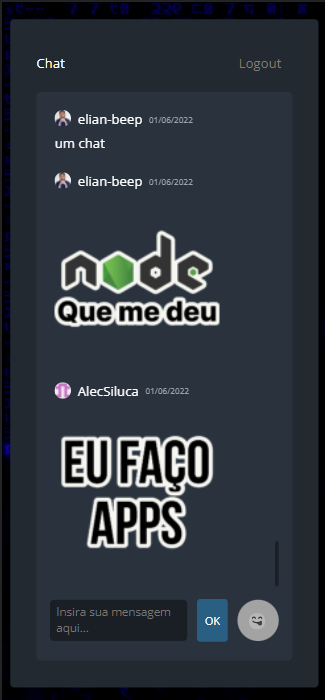 Chat
Logout
elian-beep 01/06/2022
um chat
elian-beep 01/06/2022
node
Que me deu
AlecSiluca 01/06/2022
EU FAÇO
APPS
Insira sua mensagem
aqui...
OK